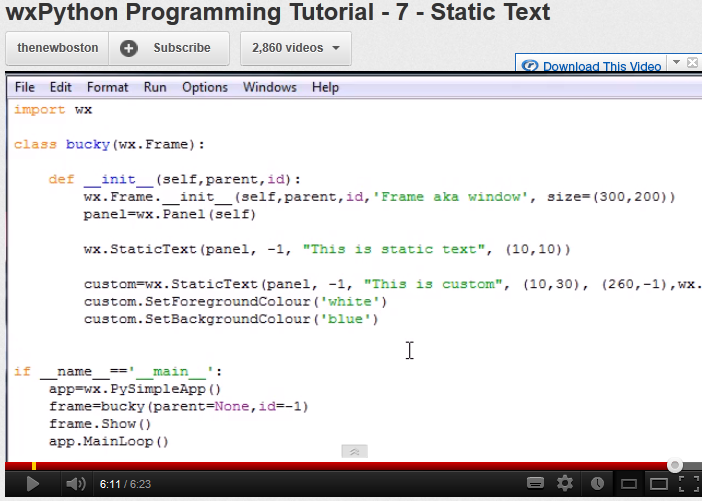 wxPython Programming Tutorial - 7 - Static Text
thenewboston Subscribe 2,860 videos
Download This Video
File Edit Format Run Options Windows Help
import wx
class bucky(wx.Frame):
def __init__(self,parent,id):
wx.Frame.__init__(self,parent,id,'Frame aka window', size=(300,200))
panel=wx.Panel(self)
wx.StaticText(panel, -1, "This is static text", (10,10))
custom=wx.StaticText(panel, -1, "This is custom", (10,30), (260,-1),wx.
custom.SetForegroundColour('white')
custom.SetBackgroundColour('blue')
if __name__=='__main__':
app=wx.PySimpleApp()
frame=bucky(parent=None,id=-1)
frame.Show()
app.MainLoop()
6:11 / 6:23